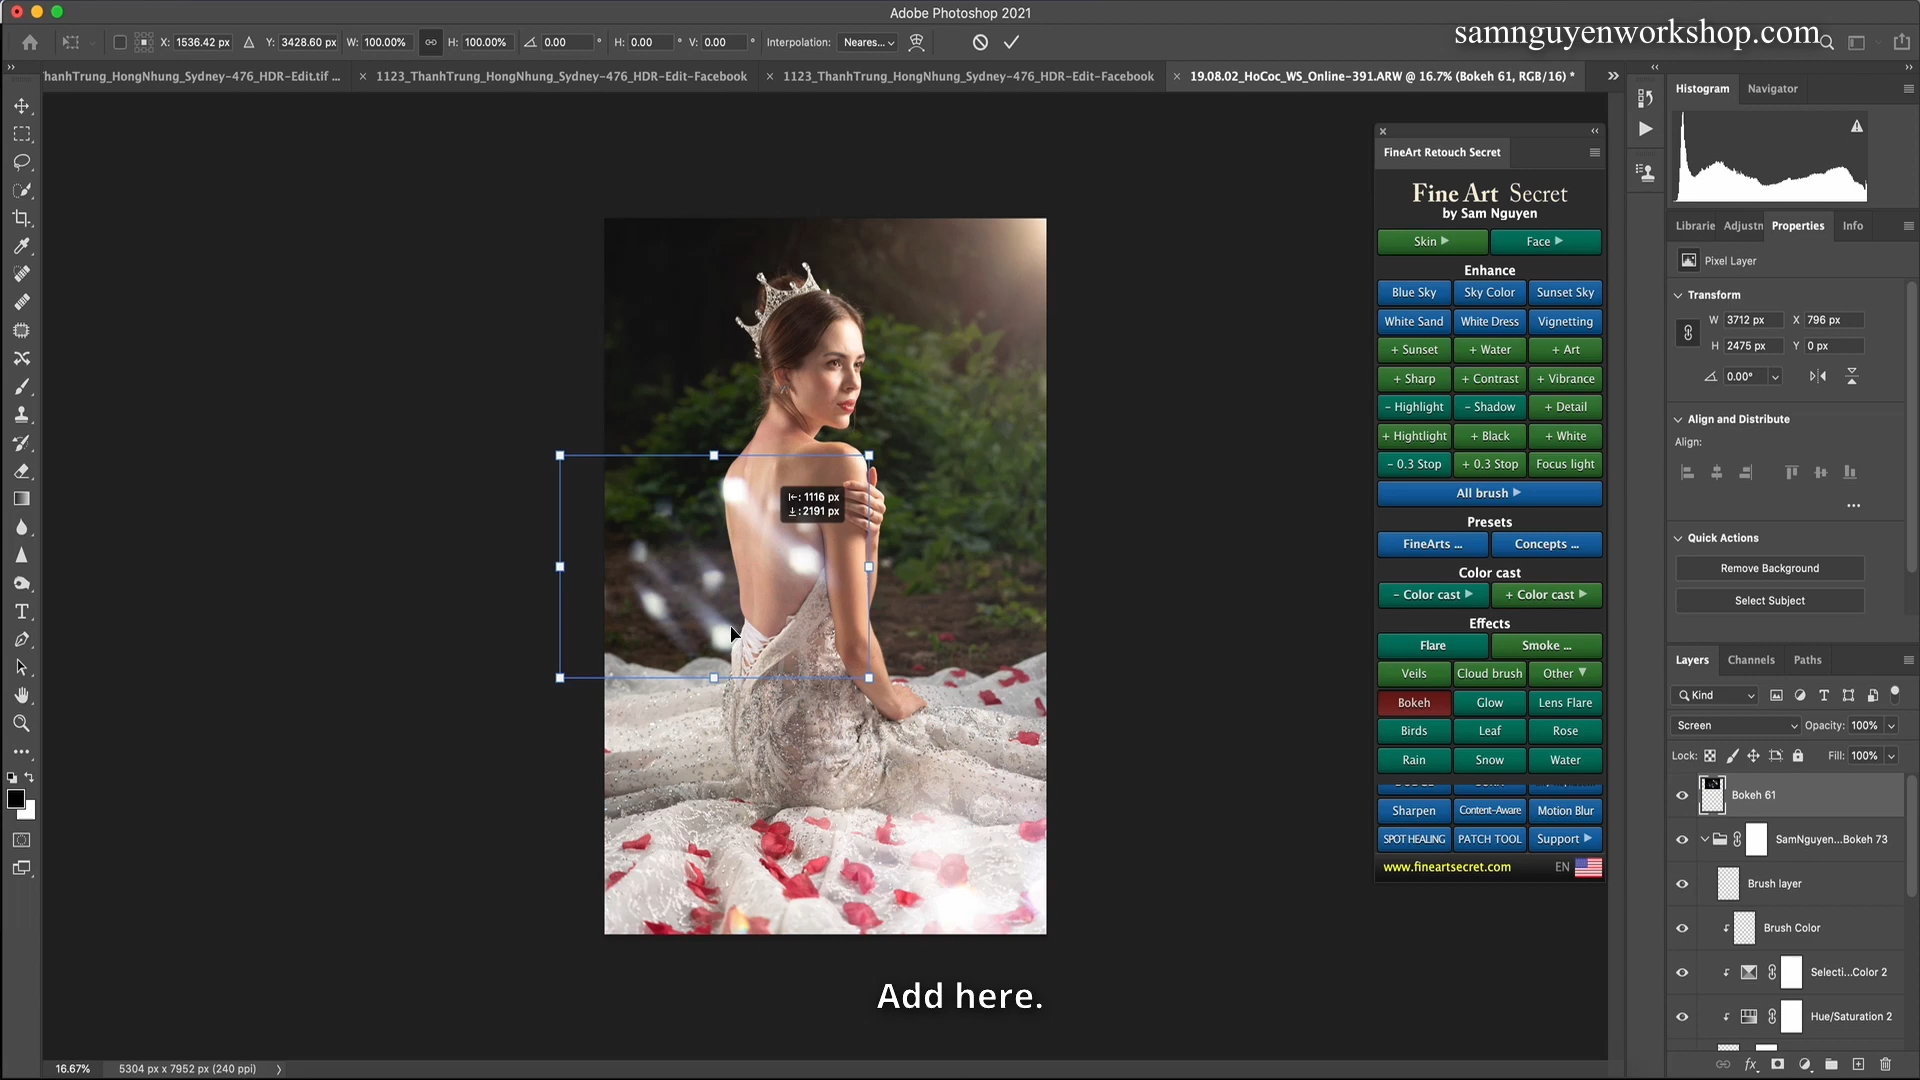 Adobe Photoshop 2021
X: 1536.42 px Y: 3428.60 px W: 100.00% H: 100.00% 0.00 ° H: 0.00 ° V: 0.00 ° Interpolation: Neares...
samnguyenworkshop.com
hanhTrung_HongNhung_Sydney-476_HDR-Edit.tif ...
1123_ThanhTrung_HongNhung_Sydney-476_HDR-Edit-Facebook
1123_ThanhTrung_HongNhung_Sydney-476_HDR-Edit-Facebook
19.08.02_HoCoc_WS_Online-391.ARW @ 16.7% (Bokeh 61, RGB/16) *
FineArt Retouch Secret
Fine Art Secret
by Sam Nguyen
Skin Face
Enhance
Blue Sky Sky Color Sunset Sky
White Sand White Dress Vignetting
+ Sunset + Water + Art
+ Sharp + Contrast + Vibrance
- Highlight - Shadow + Detail
+ Hightlight + Black + White
- 0.3 Stop + 0.3 Stop Focus light
All brush
Presets
FineArts ... Concepts ...
Color cast
- Color cast + Color cast
Effects
Flare Smoke ...
Veils Cloud brush Other
Bokeh Glow Lens Flare
Birds Leaf Rose
Rain Snow Water
Sharpen Content-Aware Motion Blur
SPOT HEALING PATCH TOOL Support
www.fineartsecret.com EN
: 1116 px
: 2191 px
Add here.
16.67% 5304 px x 7952 px (240 ppi)
Histogram Navigator
Librarie Adjustn Properties Info
Pixel Layer
Transform
W 3712 px X 796 px
H 2475 px Y 0 px
0.00°
Align and Distribute
Align:
Quick Actions
Remove Background
Select Subject
Layers Channels Paths
Kind
Screen Opacity: 100%
Lock: Fill: 100%
Bokeh 61
SamNguyen...Bokeh 73
Brush layer
Brush Color
Selecti...Color 2
Hue/Saturation 2